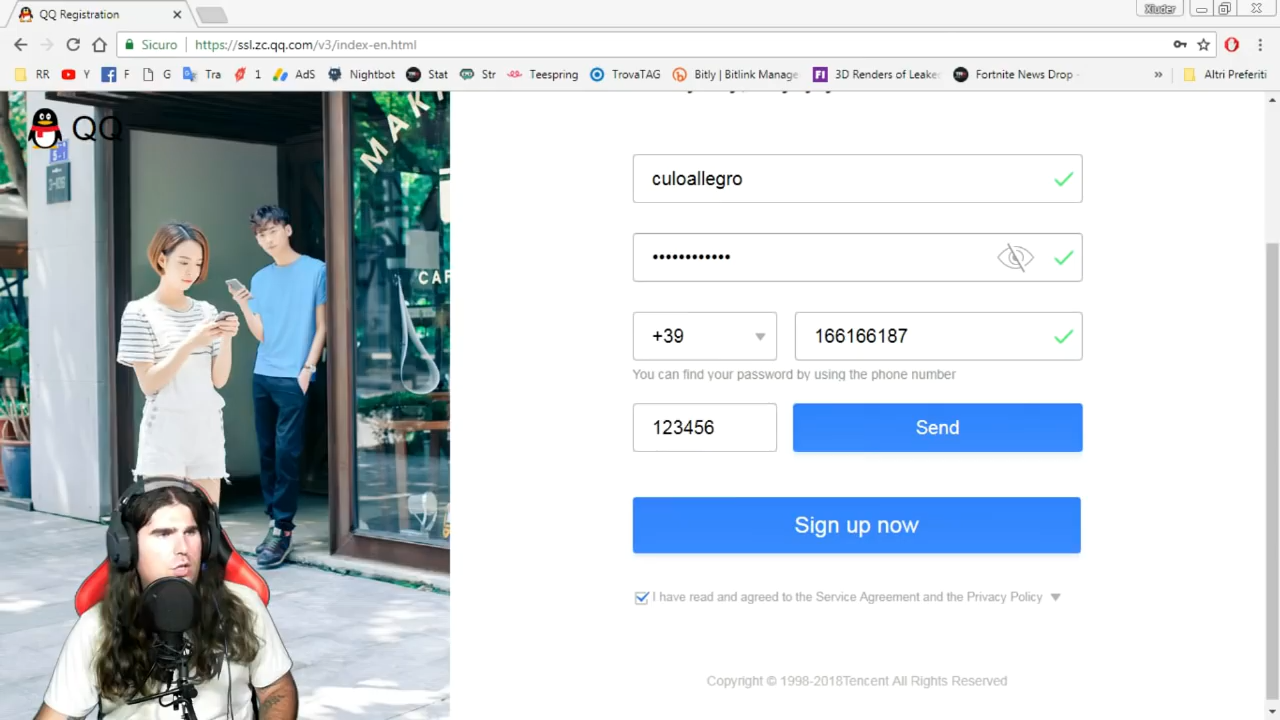 QQ Registration
Xiuder
Sicuro https://ssl.zc.qq.com/v3/index-en.html
RR Y F G Tra 1 AdS Nightbot Stat Str Teespring TrovaTAG Bitly | Bitlink Manage 3D Renders of Leake Fortnite News Drop - » Altri Preferiti
QQ
MAK
CAF
culoallegro
••••••••••••
+39 166166187
You can find your password by using the phone number
123456 Send
Sign up now
I have read and agreed to the Service Agreement and the Privacy Policy
Copyright © 1998-2018Tencent All Rights Reserved